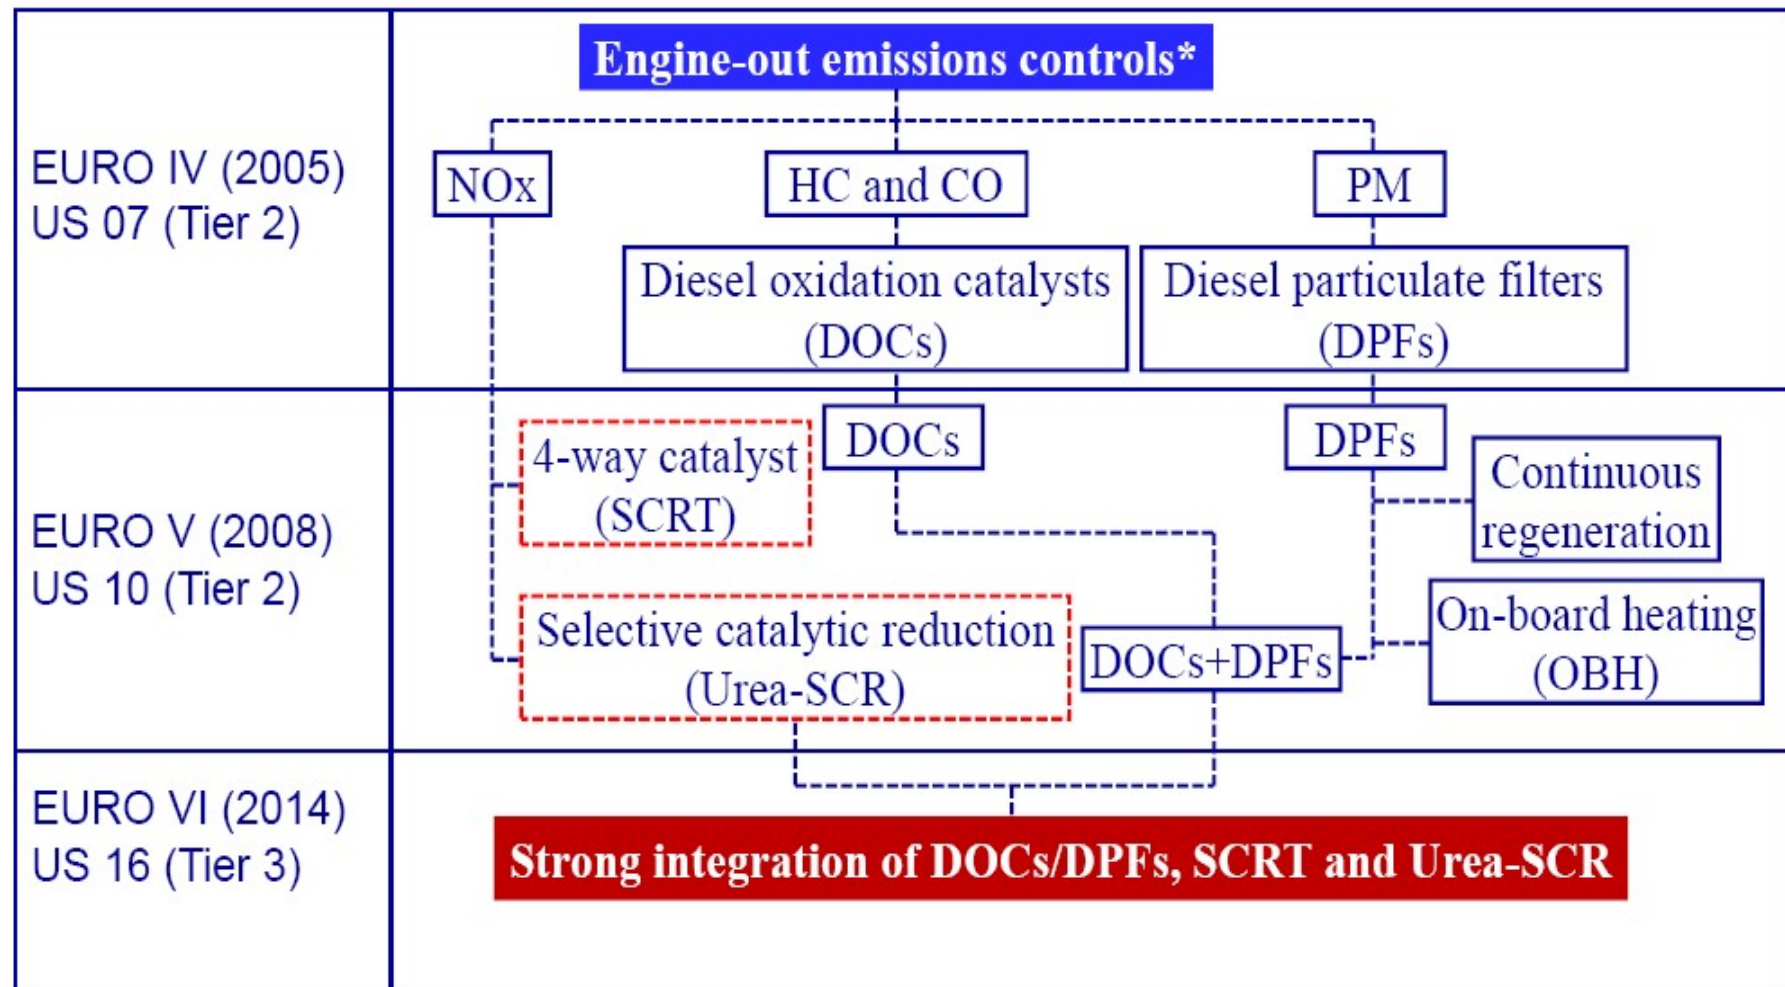 Engine-out emissions controls*
EURO IV (2005)
US 07 (Tier 2)
NOx
HC and CO
PM
Diesel oxidation catalysts
(DOCs)
Diesel particulate filters
(DPFs)
EURO V (2008)
US 10 (Tier 2)
4-way catalyst
(SCRT)
DOCs
DPFs
Continuous
regeneration
Selective catalytic reduction
(Urea-SCR)
DOCs+DPFs
On-board heating
(OBH)
EURO VI (2014)
US 16 (Tier 3)
Strong integration of DOCs/DPFs, SCRT and Urea-SCR